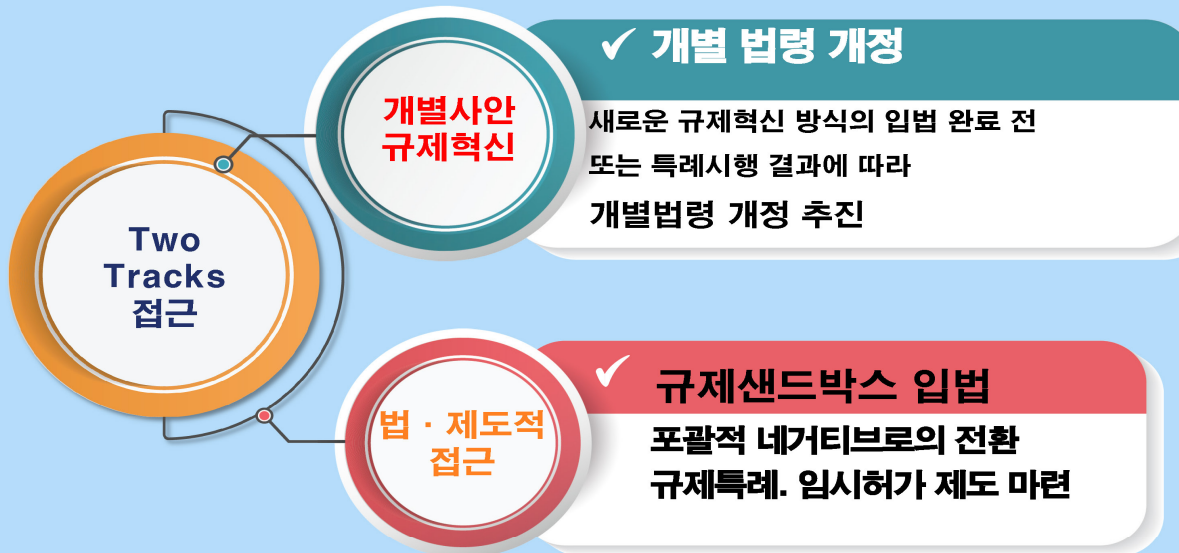 Two
Tracks
접근
개별사안
규제혁신
✓ 개별 법령 개정
새로운 규제혁신 방식의 입법 완료 전
또는 특례시행 결과에 따라
개별법령 개정 추진
법 · 제도적
접근
✓ 규제샌드박스 입법
포괄적 네거티브로의 전환
규제특례. 임시허가 제도 마련